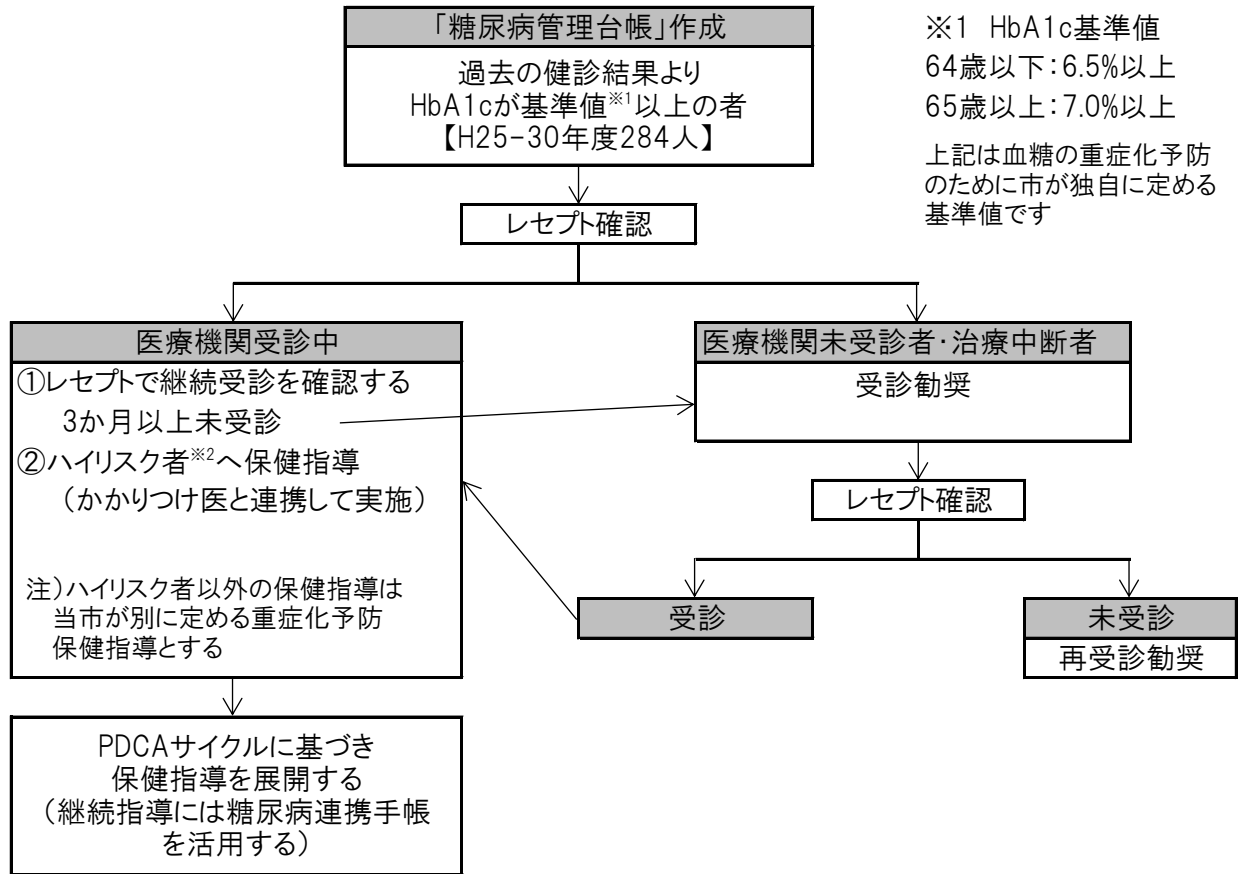 「糖尿病管理台帳」作成
過去の健診結果より
HbA1cが基準値※1以上の者
【H25-30年度284人】
※1 HbA1c基準値
64歳以下：6.5%以上
65歳以上：7.0%以上
上記は血糖の重症化予防
のために市が独自に定める
基準値です
レセプト確認
医療機関受診中
①レセプトで継続受診を確認する
3か月以上未受診
②ハイリスク者※2へ保健指導
（かかりつけ医と連携して実施）
注）ハイリスク者以外の保健指導は
当市が別に定める重症化予防
保健指導とする
医療機関未受診者･治療中断者
受診勧奨
レセプト確認
受診
未受診
再受診勧奨
PDCAサイクルに基づき
保健指導を展開する
（継続指導には糖尿病連携手帳
を活用する）